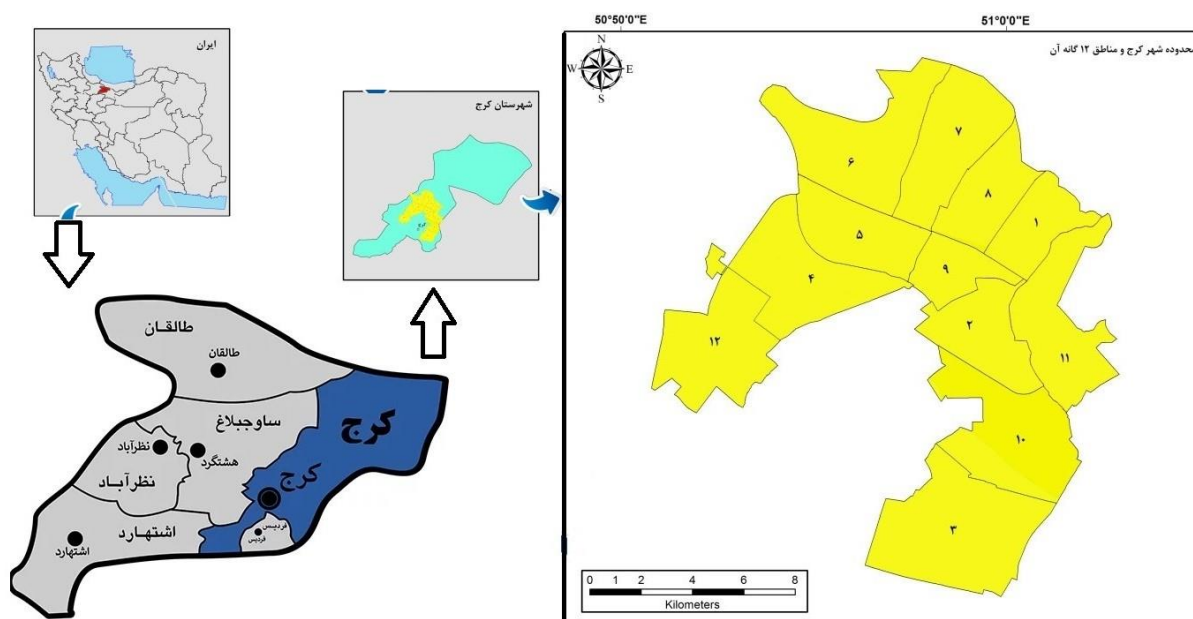 ایران
شهرستان کرج
کرج
طالقان
طالقان
ساوجبلاغ
هشتگرد
نظرآباد
نظرآباد
کرج
کرج
اشتهارد
اشتهارد
فردیس
فردیس
50°50'0"E
51°0'0"E
محدوده شهر کرج و مناطق ۱۲ گانه آن
N
W E
S
۷
۶
۸
۱
۵
۹
۴
۲
۱۲
۱۱
۱۰
۳
0 1 2 4 6 8
Kilometers